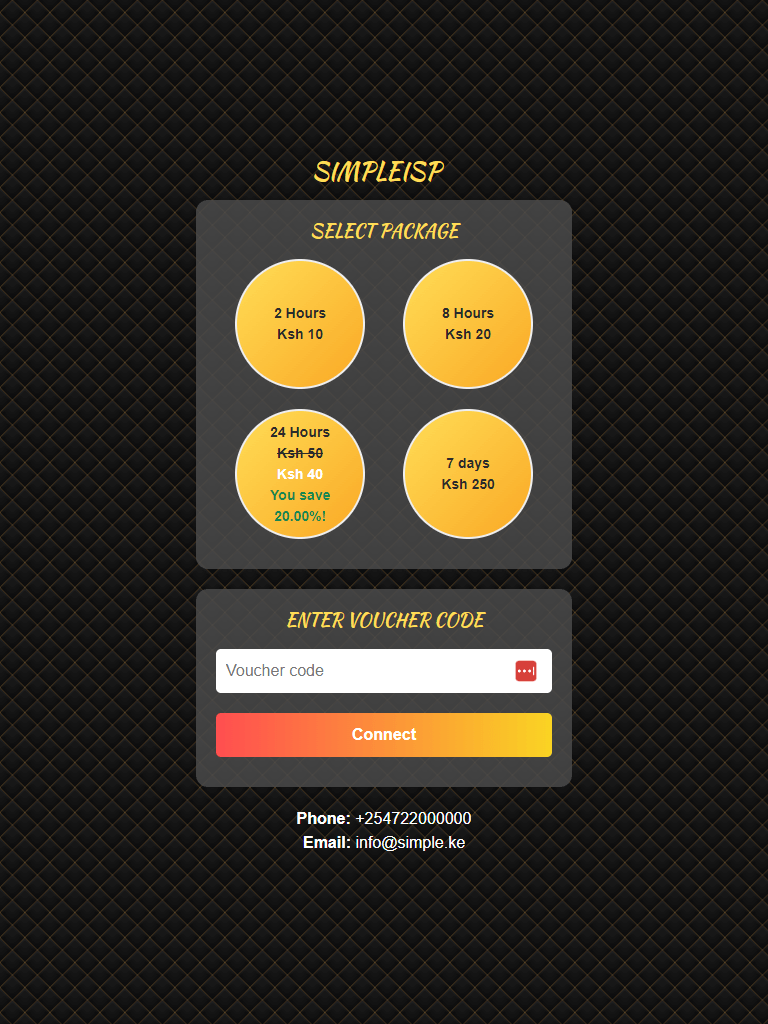 SIMPLEISP
SELECT PACKAGE
2 Hours
Ksh 10
8 Hours
Ksh 20
24 Hours
Ksh 50
Ksh 40
You save
20.00%!
7 days
Ksh 250
ENTER VOUCHER CODE
Voucher code
Connect
Phone: +254722000000
Email: info@simple.ke